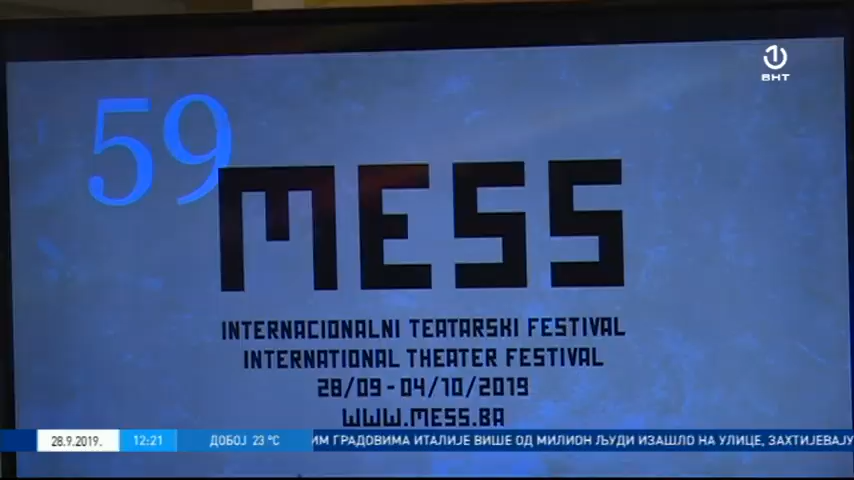 59
MESS
INTERNACIONALNI TEATARSKI FESTIVAL
INTERNATIONAL THEATER FESTIVAL
28/09 - 04/10/2019
WWW.MESS.BA
1
БНТ
28.9.2019. 12:21 ДОБОЈ 23 °C ИМ ГРАДОВИМА ИТАЛИЈЕ ВИШЕ ОД МИЛИОН ЉУДИ ИЗАШЛО НА УЛИЦЕ, ЗАХТИЈЕВАЈУ